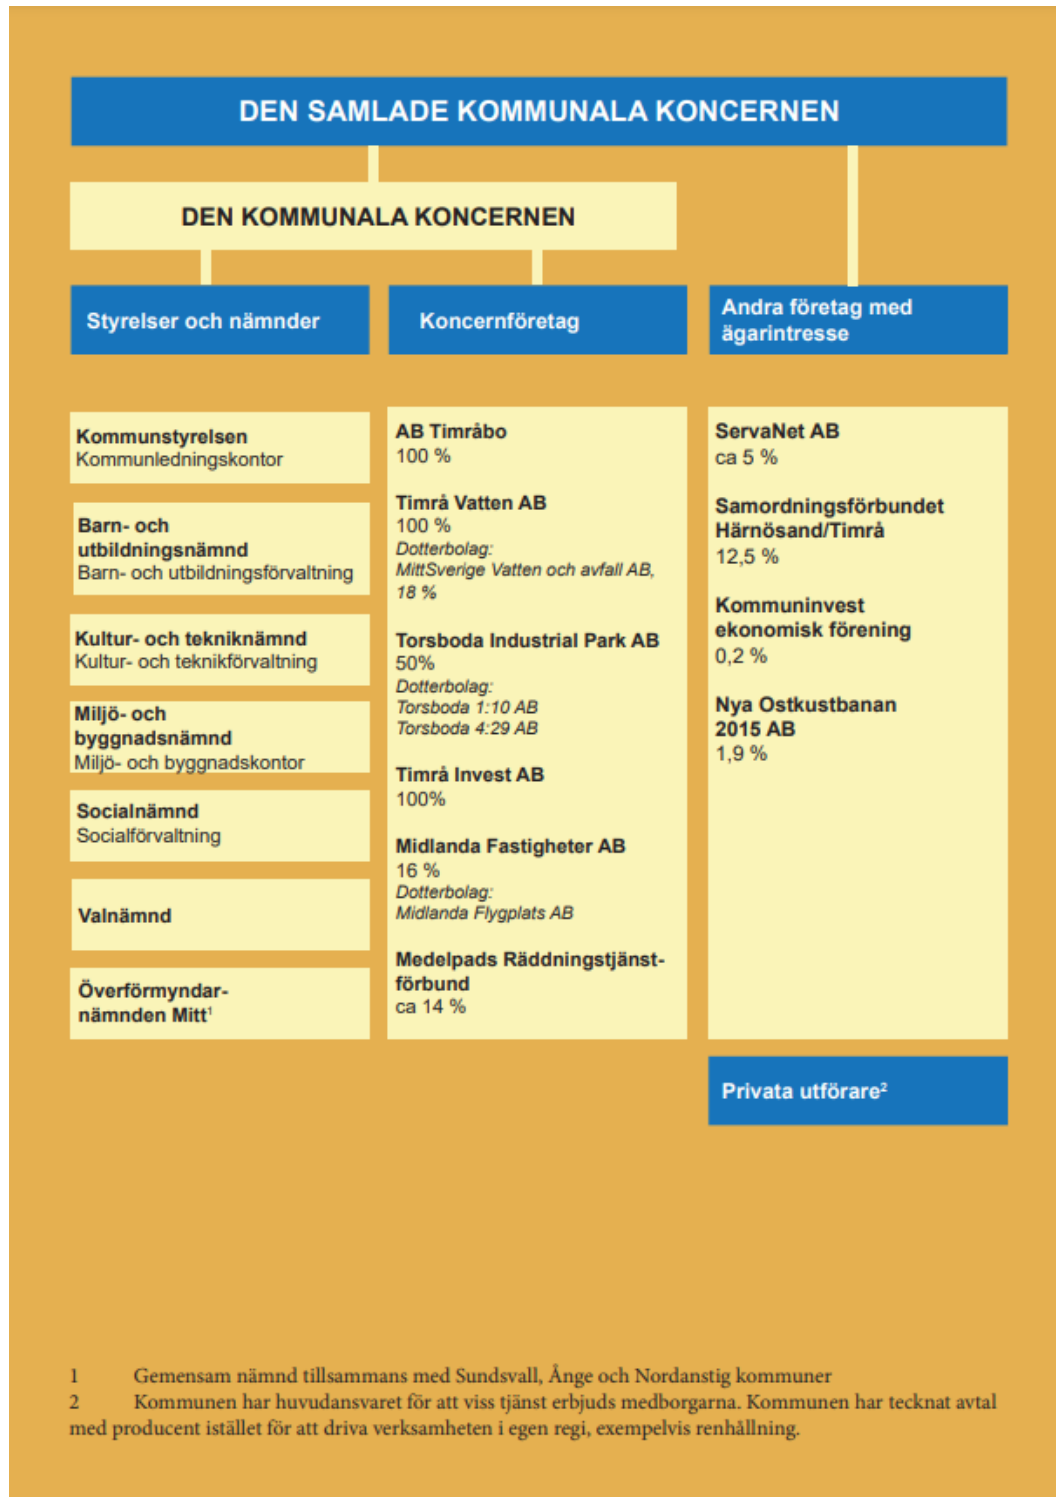 DEN SAMLADE KOMMUNALA KONCERNEN
DEN KOMMUNALA KONCERNEN
Styrelser och nämnder
Kommunstyrelsen
Kommunledningskontor
Barn- och
utbildningsnämnd
Barn- och utbildningsförvaltning
Kultur- och tekniknämnd
Kultur- och teknikförvaltning
Miljö- och
byggnadsnämnd
Miljö- och byggnadskontor
Socialnämnd
Socialförvaltning
Valnämnd
Överförmyndar-
nämnden Mitt¹
Koncernföretag
AB Timråbo
100 %
Timrå Vatten AB
100 %
Dotterbolag:
MittSverige Vatten och avfall AB,
18 %
Torsboda Industrial Park AB
50%
Dotterbolag:
Torsboda 1:10 AB
Torsboda 4:29 AB
Timrå Invest AB
100%
Midlanda Fastigheter AB
16 %
Dotterbolag:
Midlanda Flygplats AB
Medelpads Räddningstjänst-
förbund
ca 14 %
Andra företag med
ägarintresse
ServaNet AB
ca 5 %
Samordningsförbundet
Härnösand/Timrå
12,5 %
Kommuninvest
ekonomisk förening
0,2 %
Nya Ostkustbanan
2015 AB
1,9 %
Privata utförare²
1 Gemensam nämnd tillsammans med Sundsvall, Ånge och Nordanstig kommuner
2 Kommunen har huvudansvaret för att viss tjänst erbjuds medborgarna. Kommunen har tecknat avtal
med producent istället för att driva verksamheten i egen regi, exempelvis renhållning.